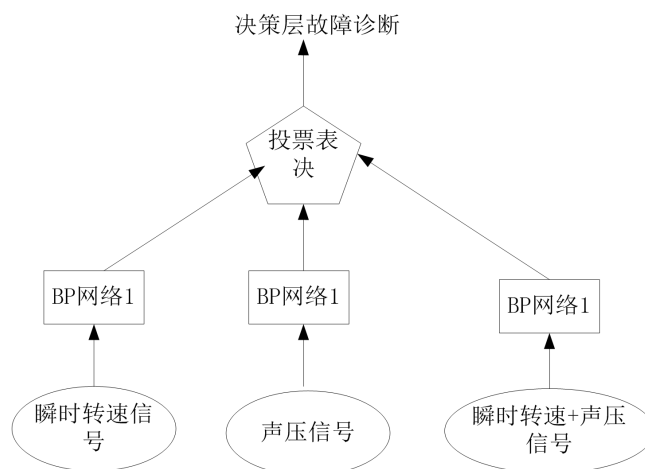 决策层故障诊断
投票表
决
BP网络1
BP网络1
BP网络1
瞬时转速信
号
声压信号
瞬时转速+声压
信号